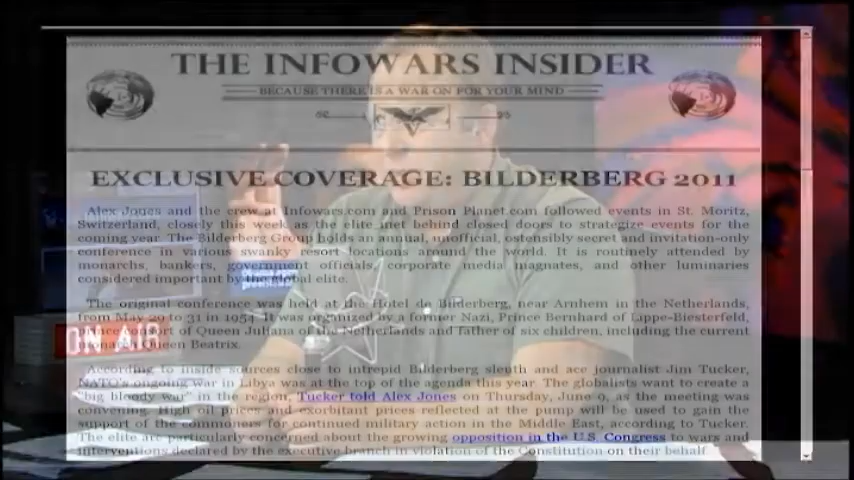 THE INFOWARS INSIDER
BECAUSE THERE IS A WAR ON FOR YOUR MIND
EXCLUSIVE COVERAGE: BILDERBERG 2011
Alex Jones and the crew at Infowars.com and Prison Planet.com followed events in St. Moritz,
Switzerland, closely this week as the elite met behind closed doors to strategize events for the
coming year. The Bilderberg Group holds an annual, unofficial, ostensibly secret and invitation-only
conference in various swanky resort locations around the world. It is routinely attended by
monarchs, bankers, government officials, corporate media magnates, and other luminaries
considered important by the global elite.
The original conference was held at the Hotel de Bilderberg, near Arnhem in the Netherlands,
from May 29 to 31 in 1954. It was organized by a former Nazi, Prince Bernhard of Lippe-Biesterfeld,
prince consort of Queen Juliana of the Netherlands and father of six children, including the current
monarch Queen Beatrix.
According to inside sources close to intrepid Bilderberg sleuth and ace journalist Jim Tucker,
NATO's ongoing war in Libya was at the top of the agenda this year. The globalists want to create a
"big bloody war" in the region, Tucker told Alex Jones on Thursday, June 9, as the meeting was
convening. High oil prices and exorbitant prices reflected at the pump will be used to gain the
support of the commoners for continued military action in the Middle East, according to Tucker.
The elite are particularly concerned about the growing opposition in the U.S. Congress to wars and
interventions declared by the executive branch in violation of the Constitution on their behalf
ON AIR